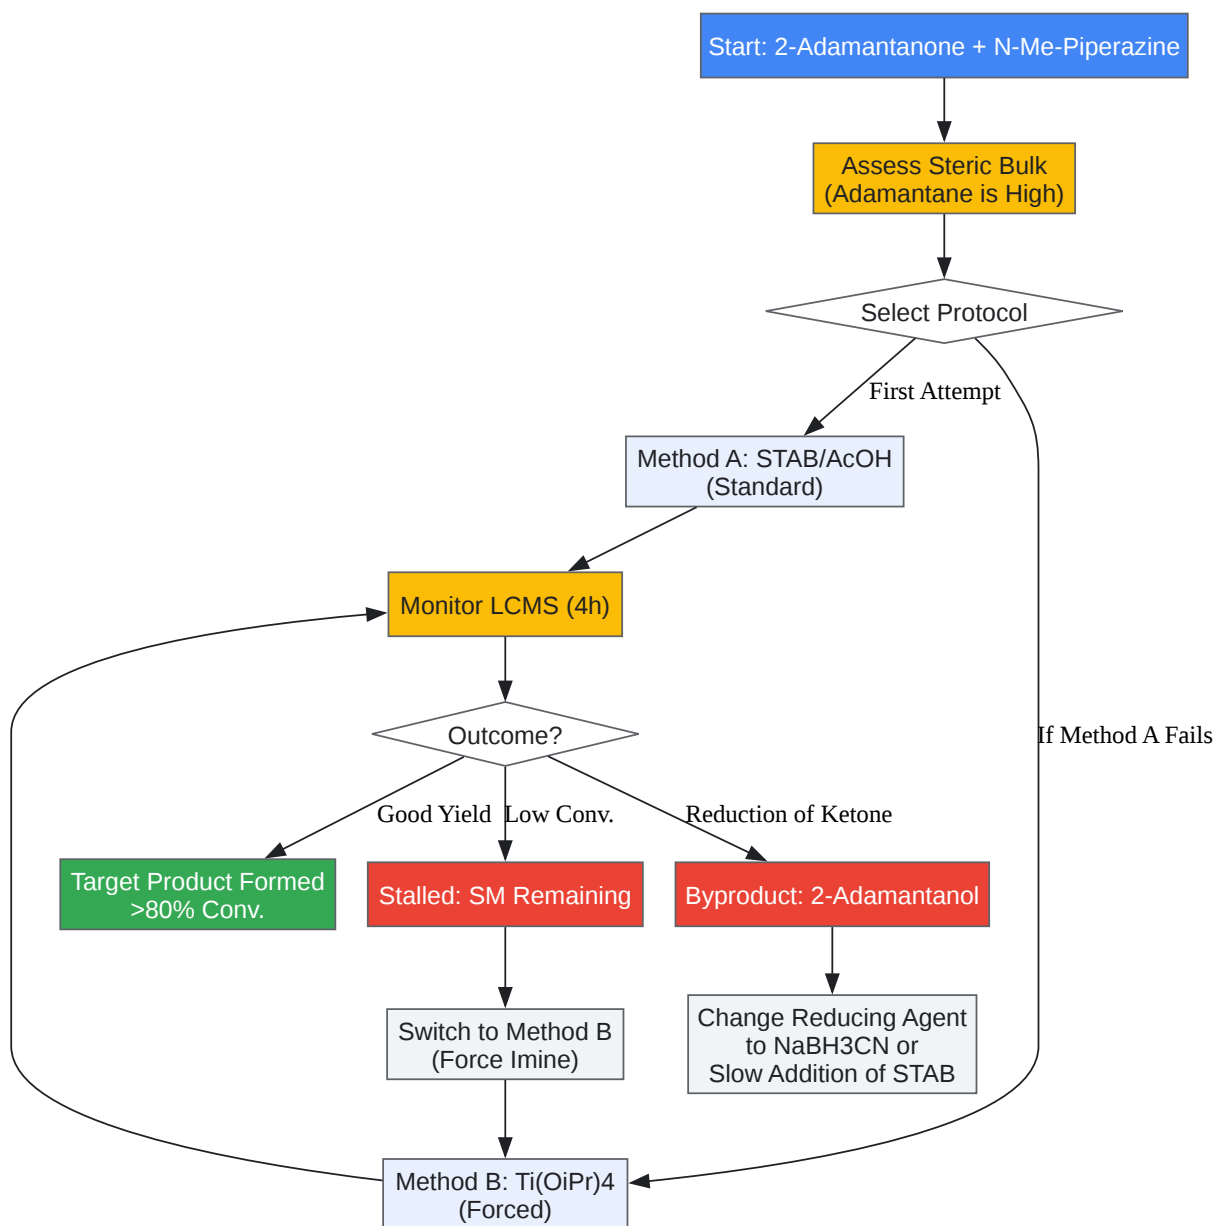 Start: 2-Adamantanone + N-Me-Piperazine
Assess Steric Bulk
(Adamantane is High)
Select Protocol
First Attempt
Method A: STAB/AcOH
(Standard)
Monitor LCMS (4h)
Outcome?
If Method A Fails
Good Yield
Low Conv.
Reduction of Ketone
Target Product Formed
>80% Conv.
Stalled: SM Remaining
Byproduct: 2-Adamantanol
Switch to Method B
(Force Imine)
Change Reducing Agent
to NaBH3CN or
Slow Addition of STAB
Method B: Ti(OiPr)4
(Forced)